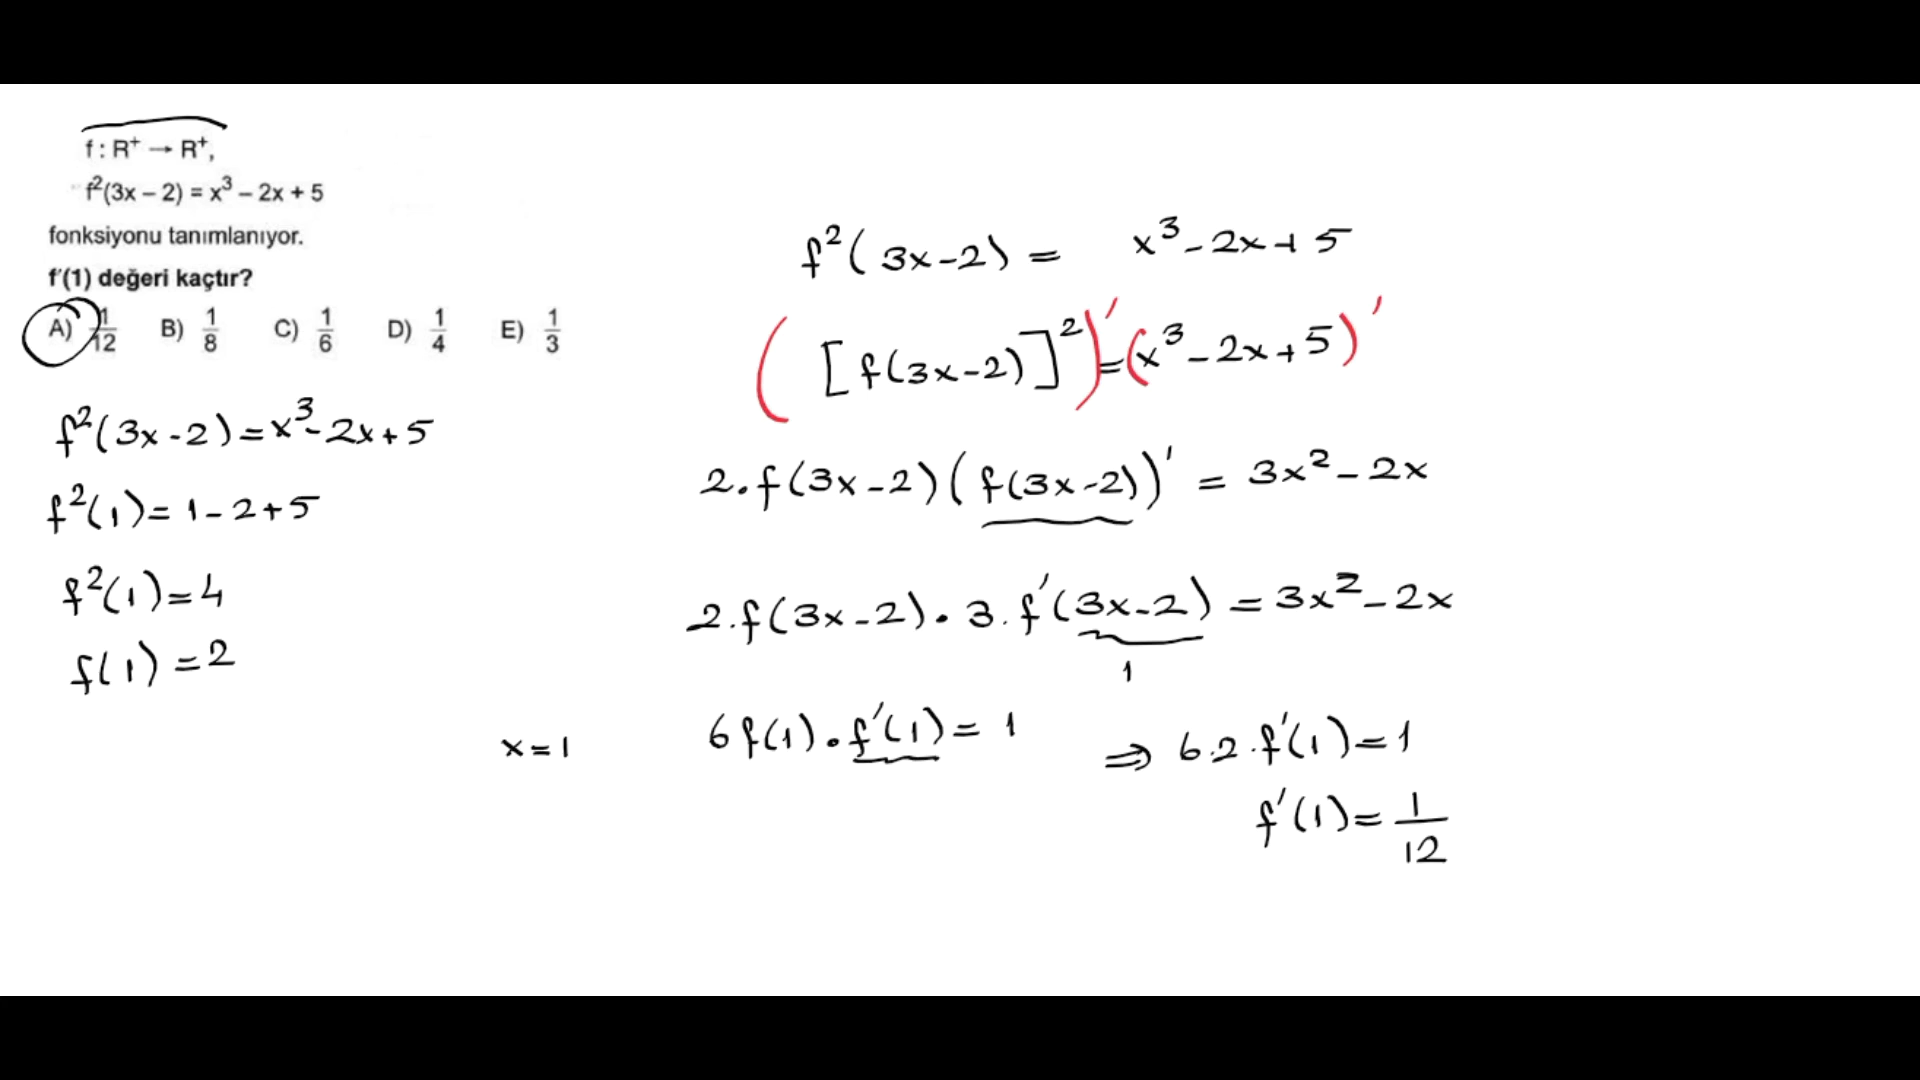 f : R⁺ → R⁺,
f²(3x – 2) = x³ – 2x + 5
fonksiyonu tanımlanıyor.
f'(1) değeri kaçtır?
A) 1/12 B) 1/8 C) 1/6 D) 1/4 E) 1/3
f²(3x-2)=x³-2x+5
f²(1)=1-2+5
f²(1)=4
f(1)=2
x=1
f²(3x-2) = x³-2x+5
([f(3x-2)]²)'=(x³-2x+5)'
2.f(3x-2)(f(3x-2))' = 3x²-2x
2.f(3x-2).3.f'(3x-2) = 3x²-2x
1
6f(1).f'(1)=1 ⇒ 6.2.f'(1)=1
f'(1)=1/12